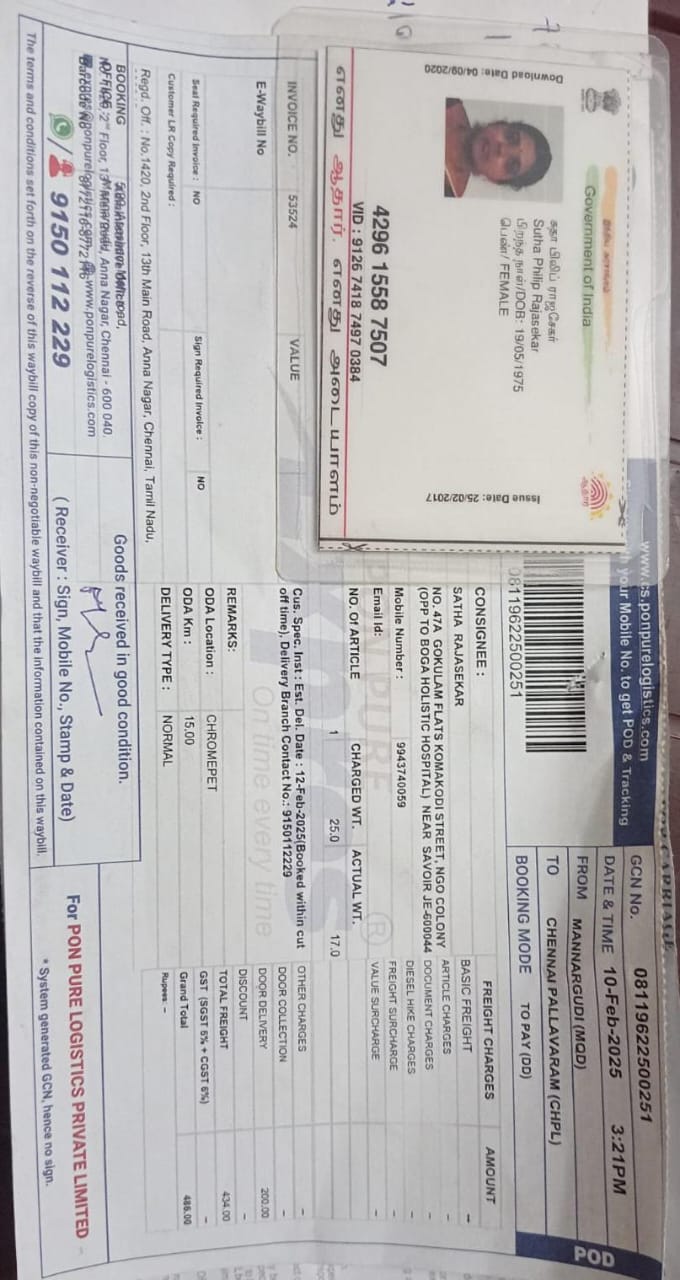 www.cs.ponpurelogistics.com
your Mobile No. to get POD & Tracking
08119622500251
GCN No. 08119622500251
DATE & TIME 10-Feb-2025 3:21PM
FROM MANNARGUDI (MQD)
TO CHENNAI PALLAVARAM (CHPL)
BOOKING MODE TO PAY (DD)
POD
Government of India
Sutha Philip Rajasekar
பிறந்த நாள்/DOB: 19/05/1975
பெண்/ FEMALE
Download Date: 04/09/2020
Issue Date: 25/02/2017
4296 1558 7507
VID : 9126 7418 7497 0384
எனது ஆதார், எனது அடையாளம்
CONSIGNEE :
SATHA RAJASEKAR
NO. 47A GOKULAM FLATS KOMAKODI STREET, NGO COLONY
(OPP TO BOGA HOLISTIC HOSPITAL) NEAR SAVOIR JE-600044
Mobile Number : 9943740059
Email Id:
NO. Of ARTICLE CHARGED WT. ACTUAL WT.
1 25.0 17.0
Cus. Spec. Inst : Est. Del. Date : 12-Feb-2025(Booked within cut
off time), Delivery Branch Contact No.: 9150112229
On time every time
REMARKS:
ODA Location : CHROMEPET
ODA Km : 15.00
DELIVERY TYPE : NORMAL
FREIGHT CHARGES AMOUNT
BASIC FREIGHT –
ARTICLE CHARGES –
DOCUMENT CHARGES –
DIESEL HIKE CHARGES –
FREIGHT SURCHARGE –
VALUE SURCHARGE –
OTHER CHARGES –
DOOR COLLECTION –
DOOR DELIVERY 200.00
DISCOUNT –
TOTAL FREIGHT 434.00
GST (SGST 6% + CGST 6%) –
Grand Total 486.00
Rupees –
INVOICE NO. 53524 VALUE
E-Waybill No
Seal Required Invoice : NO Sign Required Invoice : NO
Customer LR Copy Required :
Regd. Off. : No.1420, 2nd Floor, 13th Main Road, Anna Nagar, Chennai, Tamil Nadu,
BOOKING
OFFICE
Anna Nagar, Chennai - 600 040.
www.ponpurelogistics.com
9150 112 229
Goods received in good condition.
( Receiver : Sign, Mobile No., Stamp & Date)
For PON PURE LOGISTICS PRIVATE LIMITED
The terms and conditions set forth on the reverse of this waybill copy of this non-negotiable waybill and that the information contained on this waybill.
* System generated GCN, hence no sign.